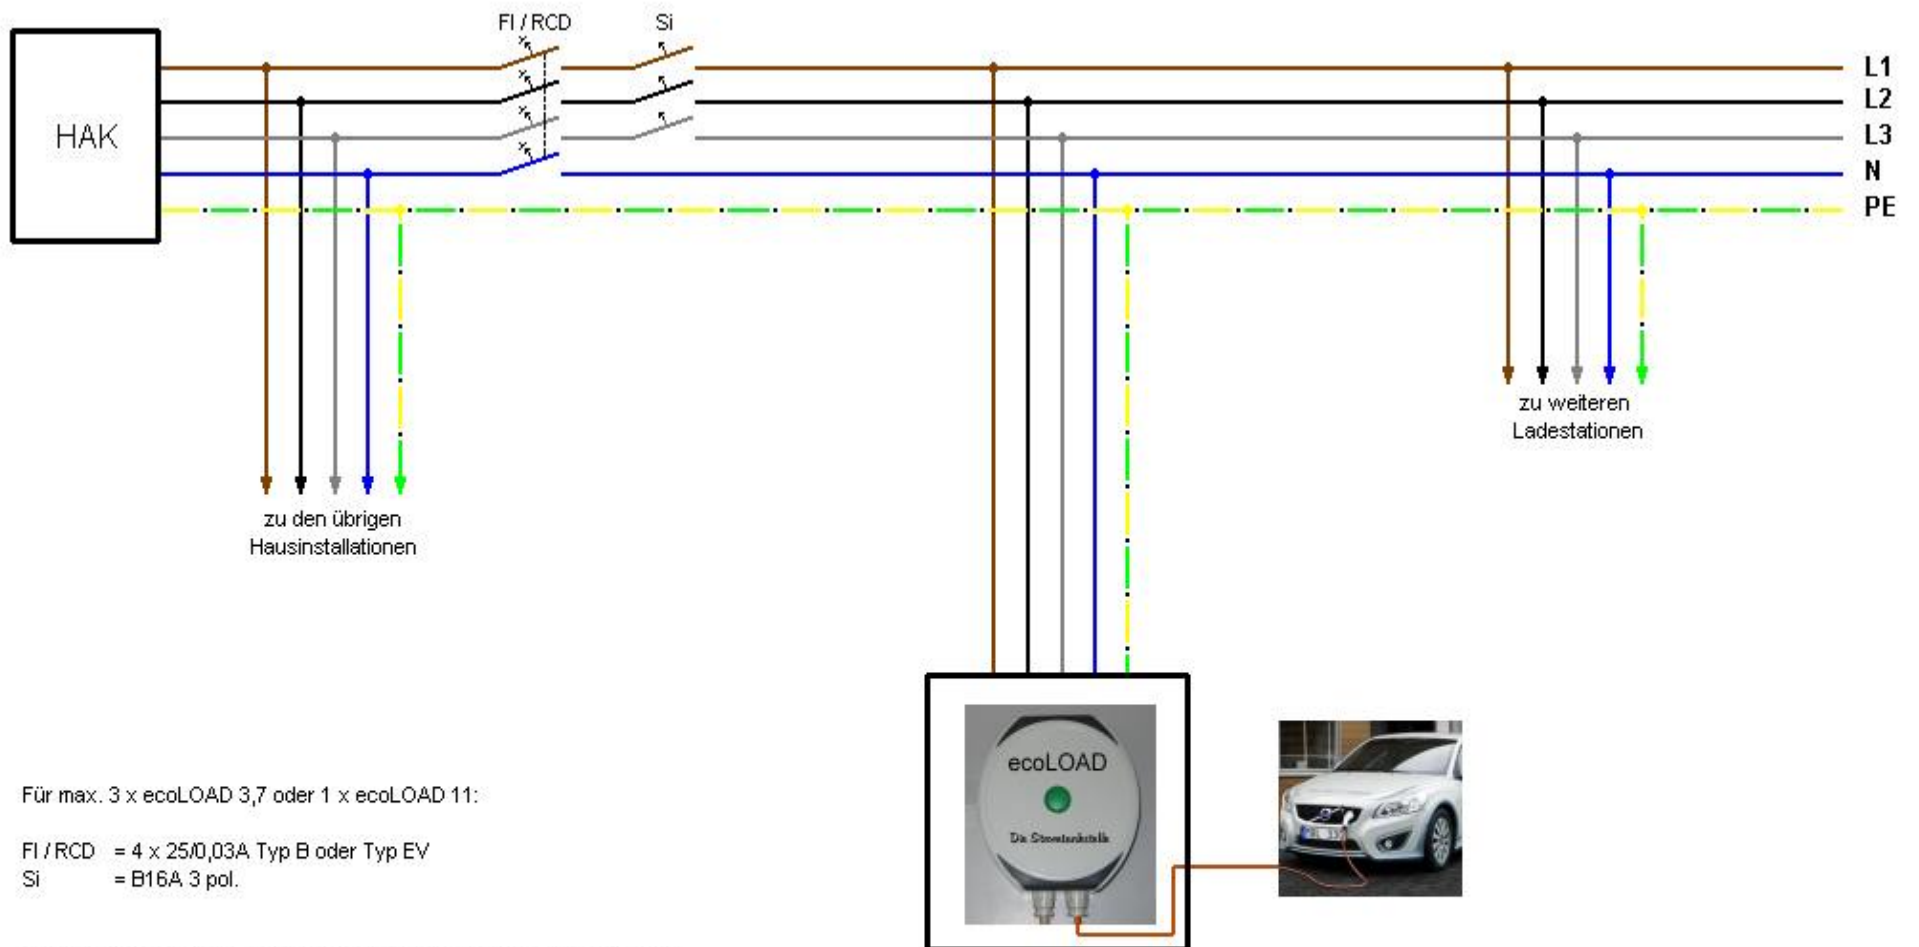 FI / RCD
Si
HAK
L1
L2
L3
N
PE
zu weiteren
Ladestationen
zu den übrigen
Hausinstallationen
ecoLOAD
Die Stromtankstelle
Für max. 3 x ecoLOAD 3,7 oder 1 x ecoLOAD 11:
FI / RCD = 4 x 25/0,03A Typ B oder Typ EV
Si = B16A 3 pol.